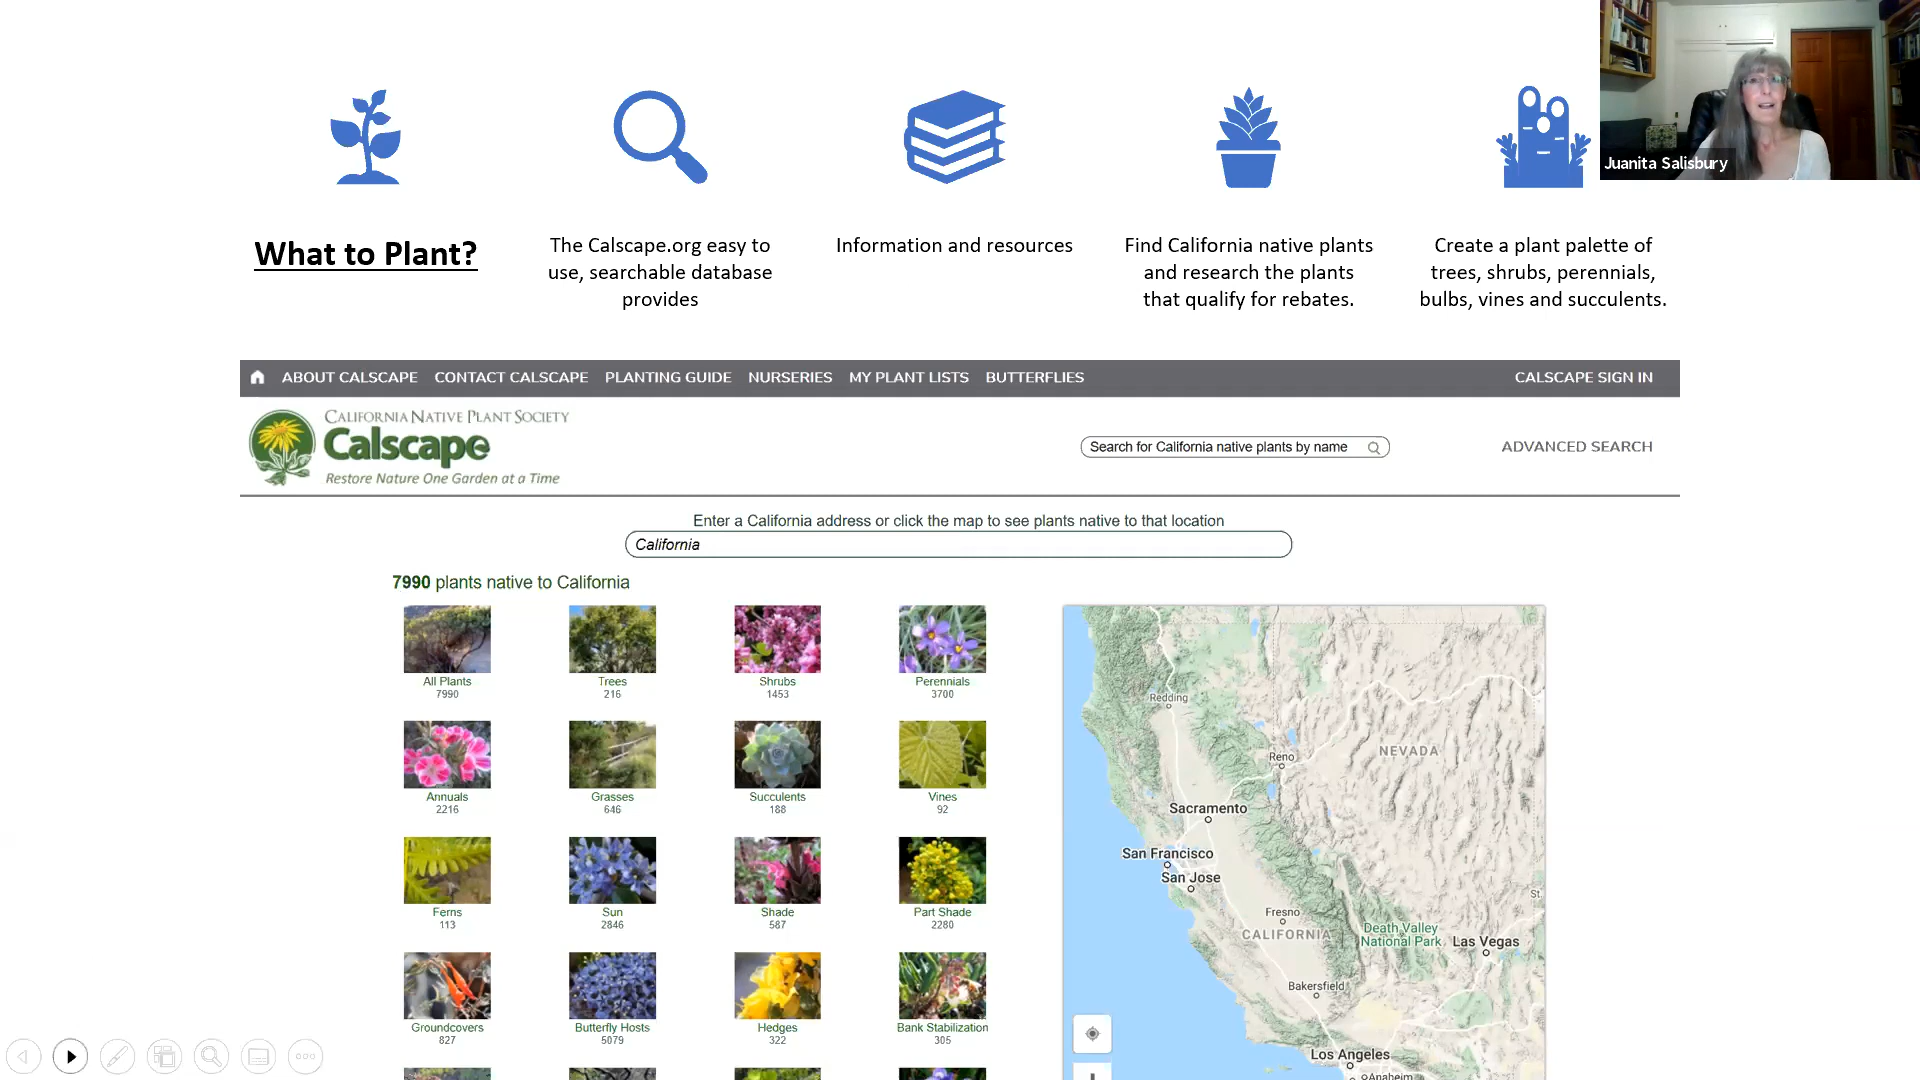 Juanita Salisbury
What to Plant?
The Calscape.org easy to
use, searchable database
provides
Information and resources
Find California native plants
and research the plants
that qualify for rebates.
Create a plant palette of
trees, shrubs, perennials,
bulbs, vines and succulents.
ABOUT CALSCAPE CONTACT CALSCAPE PLANTING GUIDE NURSERIES MY PLANT LISTS BUTTERFLIES CALSCAPE SIGN IN
CALIFORNIA NATIVE PLANT SOCIETY
Calscape
Restore Nature One Garden at a Time
Search for California native plants by name
ADVANCED SEARCH
Enter a California address or click the map to see plants native to that location
California
7990 plants native to California
All Plants
7990
Trees
216
Shrubs
1453
Perennials
3700
Annuals
2216
Grasses
646
Succulents
188
Vines
92
Ferns
113
Sun
2846
Shade
587
Part Shade
2280
Groundcovers
827
Butterfly Hosts
5079
Hedges
322
Bank Stabilization
305
Redding
Reno
NEVADA
Sacramento
San Francisco
San Jose
St.
Fresno
CALIFORNIA
Death Valley
National Park
Las Vegas
Bakersfield
Los Angeles
Anaheim